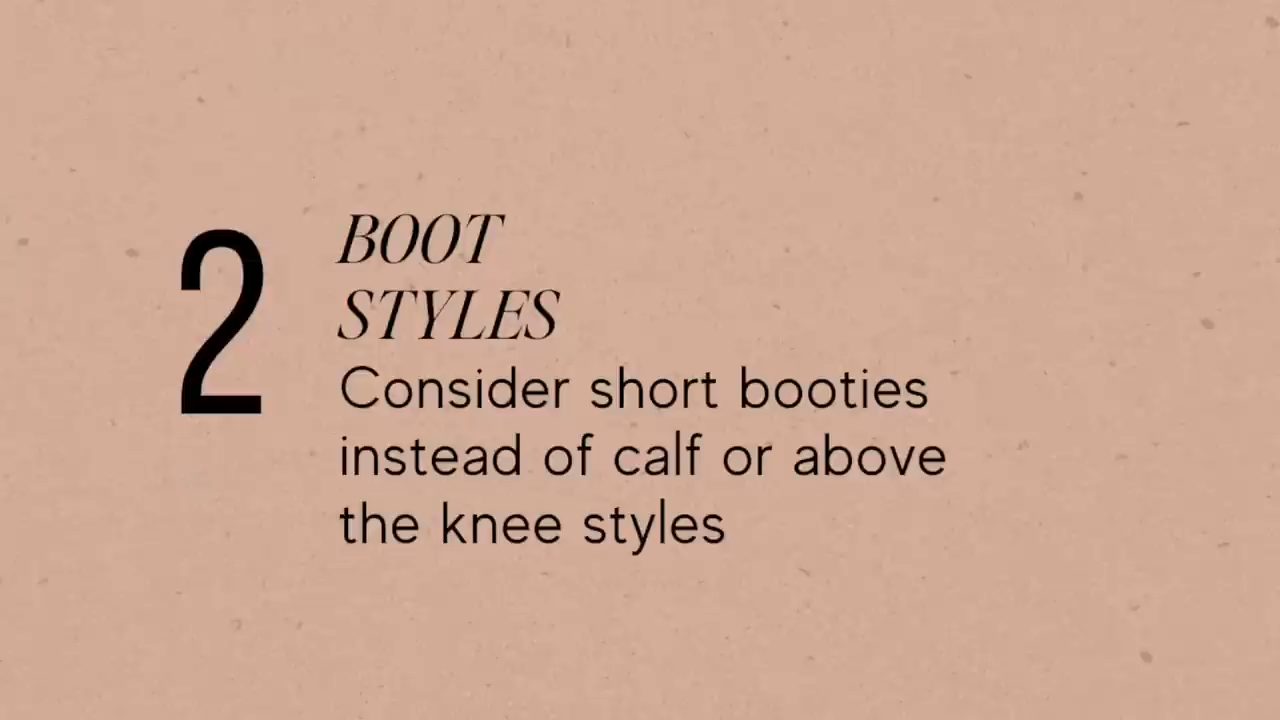 2
BOOT
STYLES
Consider short booties
instead of calf or above
the knee styles